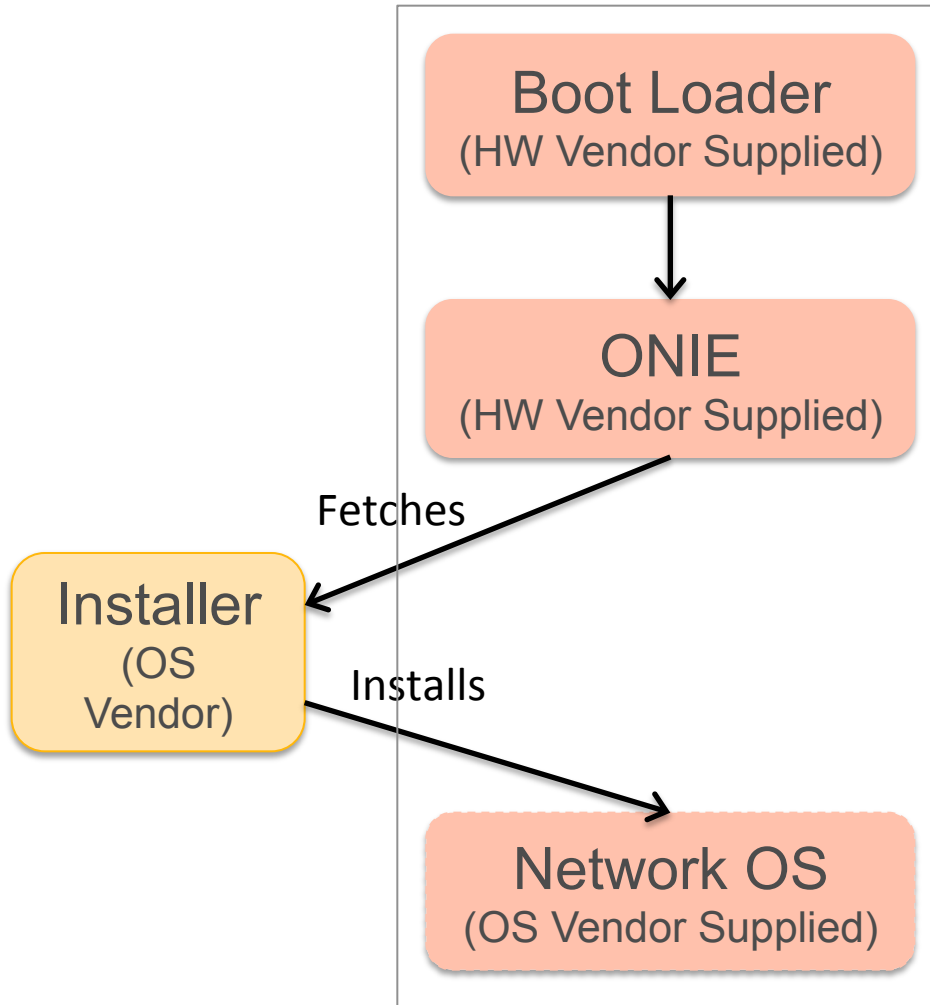 Boot Loader
(HW Vendor Supplied)
ONIE
(HW Vendor Supplied)
Fetches
Installer
(OS
Vendor)
Installs
Network OS
(OS Vendor Supplied)